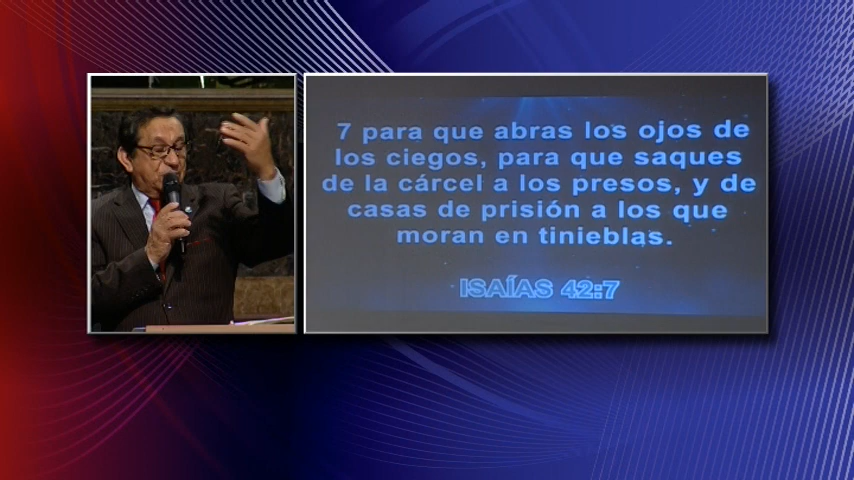 7 para que abras los ojos de
los ciegos, para que saques
de la cárcel a los presos, y de
casas de prisión a los que
moran en tinieblas.
ISAÍAS 42:7